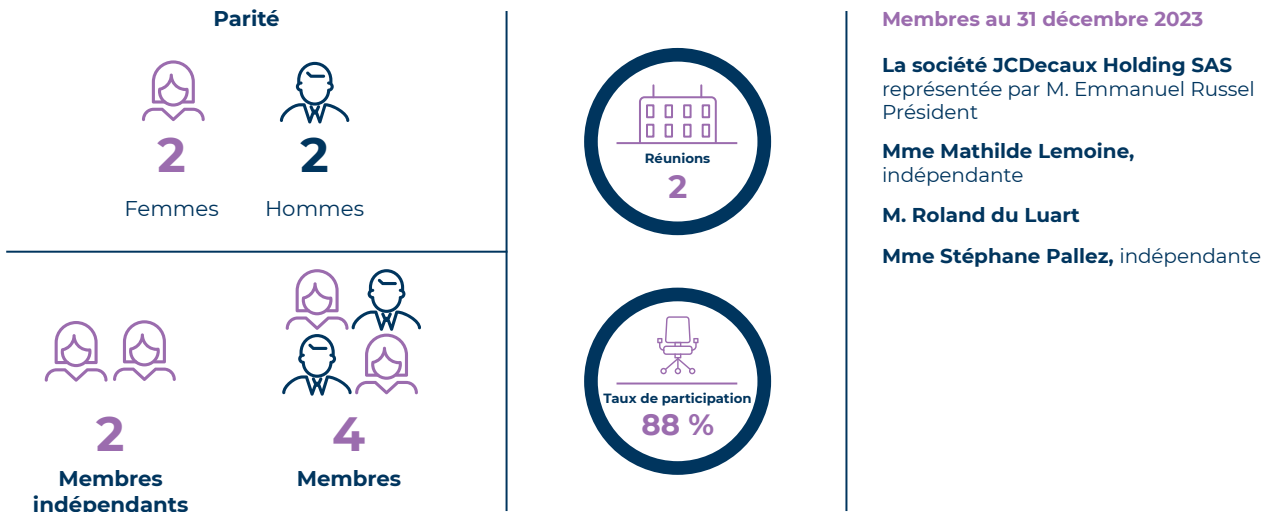 Parité
2
2
Femmes
Hommes
2
Membres
indépendants
4
Membres
Réunions
2
Taux de participation
88 %
Membres au 31 décembre 2023
La société JCDecaux Holding SAS
représentée par M. Emmanuel Russel
Président
Mme Mathilde Lemoine,
indépendante
M. Roland du Luart
Mme Stéphane Pallez, indépendante